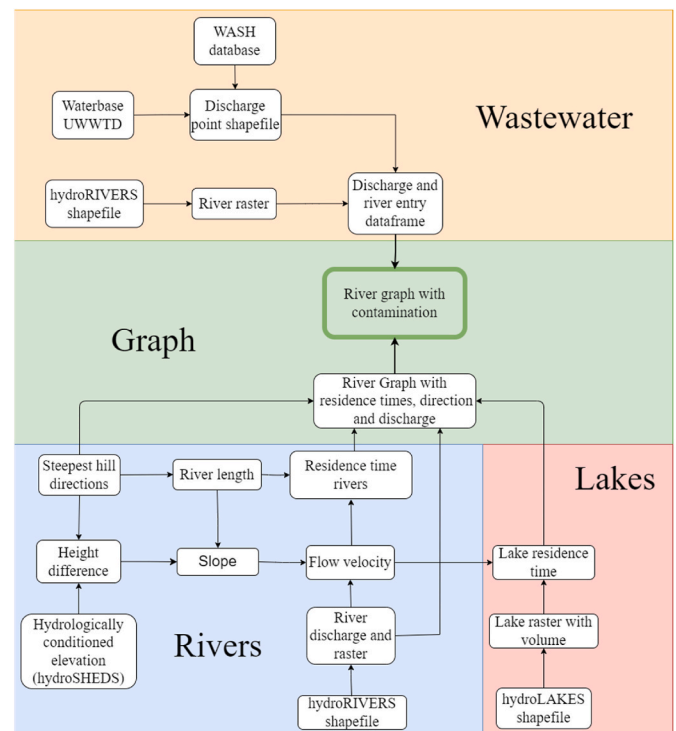 WASH
database
Wastewater
Waterbase
UWWTD
Discharge
point shapefile
hydroRIVERS
shapefile
River raster
Discharge and
river entry
dataframe
Graph
River graph with
contamination
River Graph with
residence times, direction
and discharge
Steepest hill
directions
River length
Residence time
rivers
Lakes
Height
difference
Slope
Flow velocity
Lake residence
time
Hydrologically
conditioned
elevation
(hydroSHEDS)
Rivers
River
discharge and
raster
Lake raster with
volume
hydroRIVERS
shapefile
hydroLAKES
shapefile